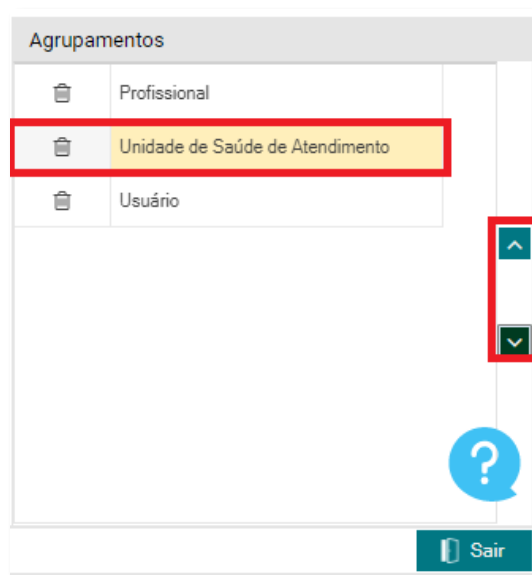 Agrupamentos
Profissional
Unidade de Saúde de Atendimento
Usuário
?
Sair